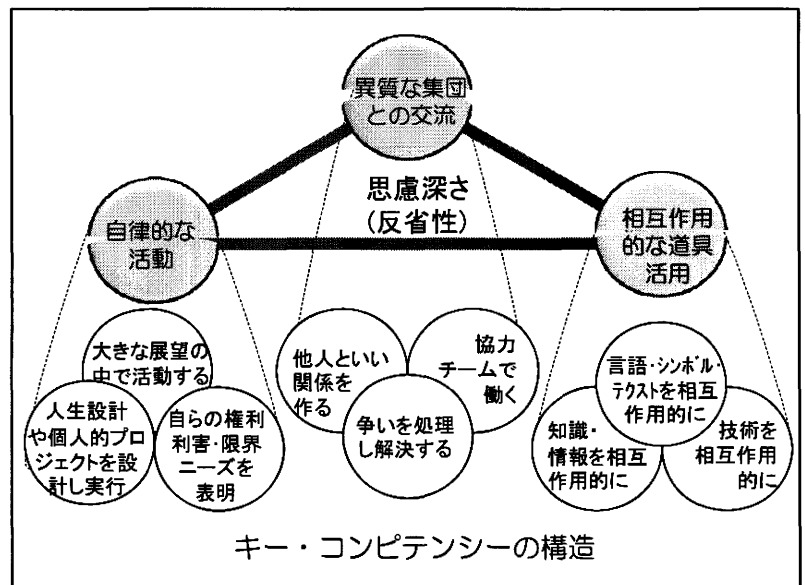 異質な集団
との交流
思慮深さ
(反省性)
自律的な
活動
相互作用
的な道具
活用
大きな展望の
中で活動する
人生設計
や個人的プロ
ジェクトを設
計し実行
自らの権利
利害・限界
ニーズを
表明
他人といい
関係を
作る
協力
チームで
働く
争いを処理
し解決する
言語・シンボル・
テクストを相互
作用的に
知識・
情報を相互
作用的に
技術を
相互作用
的に
キー・コンピテンシーの構造